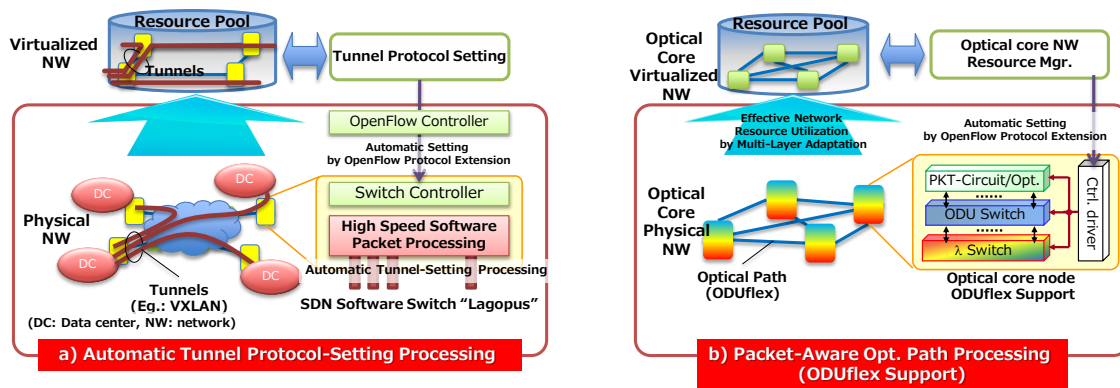 Resource Pool
Virtualized
NW
Tunnels
Tunnel Protocol Setting
OpenFlow Controller
Automatic Setting
by OpenFlow Protocol Extension
Switch Controller
High Speed Software
Packet Processing
Automatic Tunnel-Setting Processing
SDN Software Switch “Lagopus”
DC
DC
Physical
NW
DC
DC
Tunnels
(Eg.: VXLAN)
(DC: Data center, NW: network)
a) Automatic Tunnel Protocol-Setting Processing
Resource Pool
Optical
Core
Virtualized
NW
Optical core NW
Resource Mgr.
Effective Network
Resource Utilization
by Multi-Layer Adaptation
Automatic Setting
by OpenFlow Protocol Extension
PKT-Circuit/Opt.
......
ODU Switch
......
λ Switch
Ctrl. driver
Optical
Core
Physical
NW
Optical Path
(ODUflex)
Optical core node
ODUflex Support
b) Packet-Aware Opt. Path Processing
(ODUflex Support)